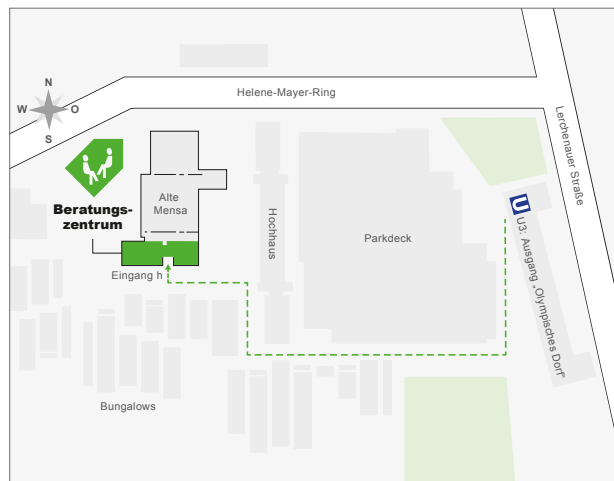 N
W
O
S
Helene-Mayer-Ring
Lerchenauer Straße
Beratungs-
zentrum
Alte
Mensa
Hochhaus
Parkdeck
U
U3: Ausgang „Olympisches Dorf“
Eingang h
Bungalows